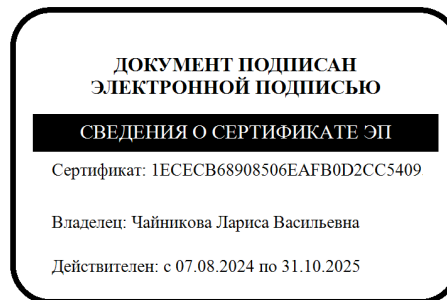 ДОКУМЕНТ ПОДПИСАН
ЭЛЕКТРОННОЙ ПОДПИСЬЮ
СВЕДЕНИЯ О СЕРТИФИКАТЕ ЭП
Сертификат: 1ECECB68908506EAFB0D2CC5409
Владелец: Чайникова Лариса Васильевна
Действителен: с 07.08.2024 по 31.10.2025